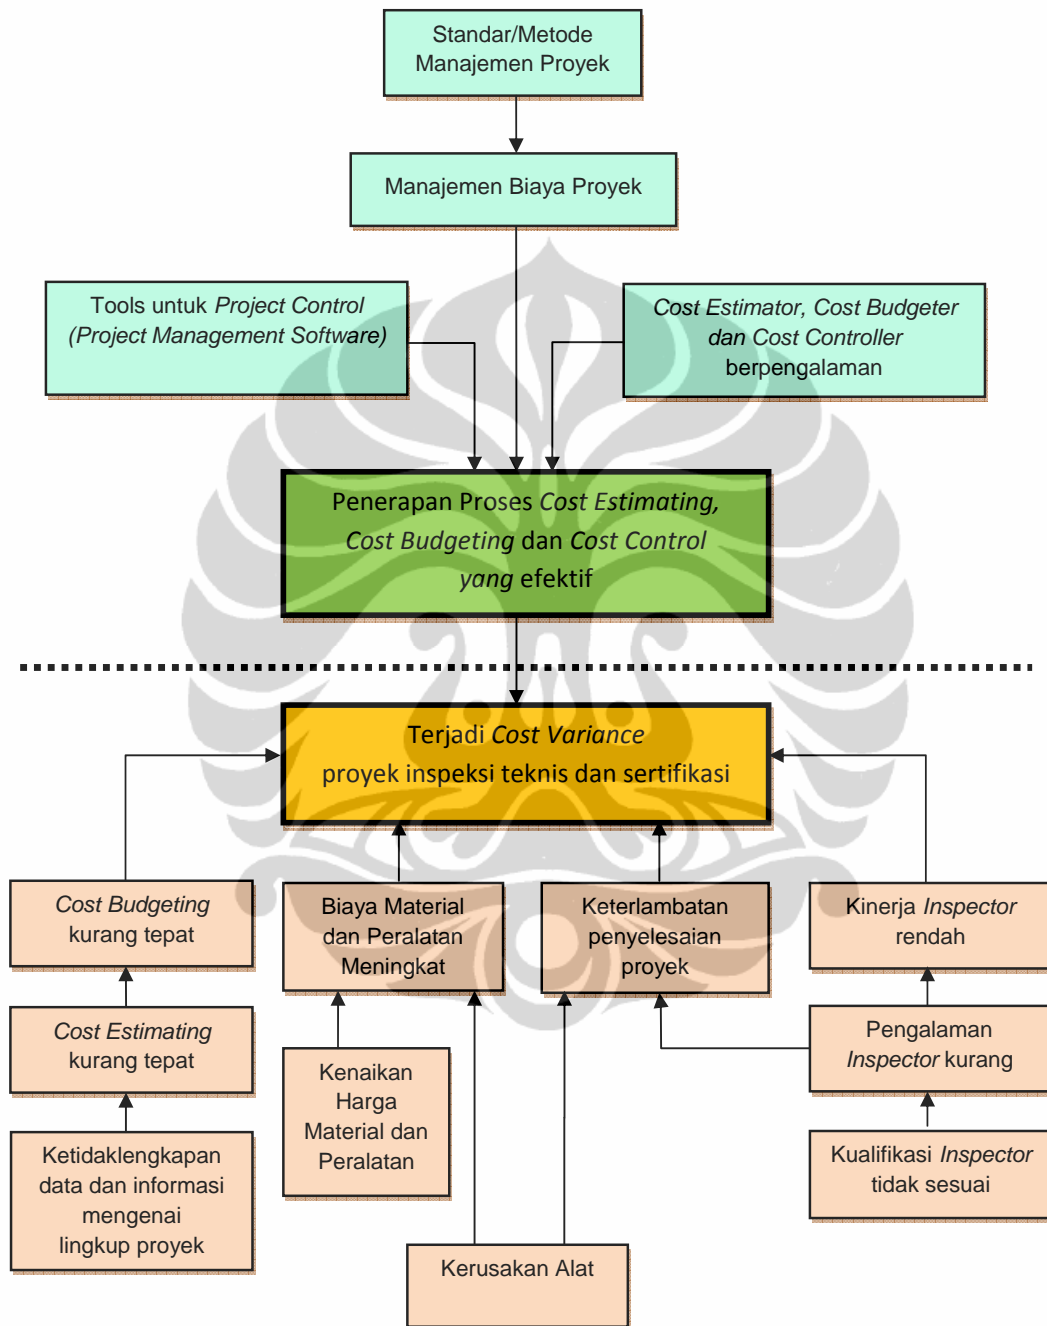 Standar/Metode
Manajemen Proyek
Manajemen Biaya Proyek
Tools untuk Project Control
(Project Management Software)
Cost Estimator, Cost Budgeter
dan Cost Controller
berpengalaman
Penerapan Proses Cost Estimating,
Cost Budgeting dan Cost Control
yang efektif
Terjadi Cost Variance
proyek inspeksi teknis dan sertifikasi
Cost Budgeting
kurang tepat
Biaya Material
dan Peralatan
Meningkat
Keterlambatan
penyelesaian
proyek
Kinerja Inspector
rendah
Cost Estimating
kurang tepat
Kenaikan
Harga
Material dan
Peralatan
Pengalaman
Inspector kurang
Ketidaklengkapan
data dan informasi
mengenai
lingkup proyek
Kualifikasi Inspector
tidak sesuai
Kerusakan Alat